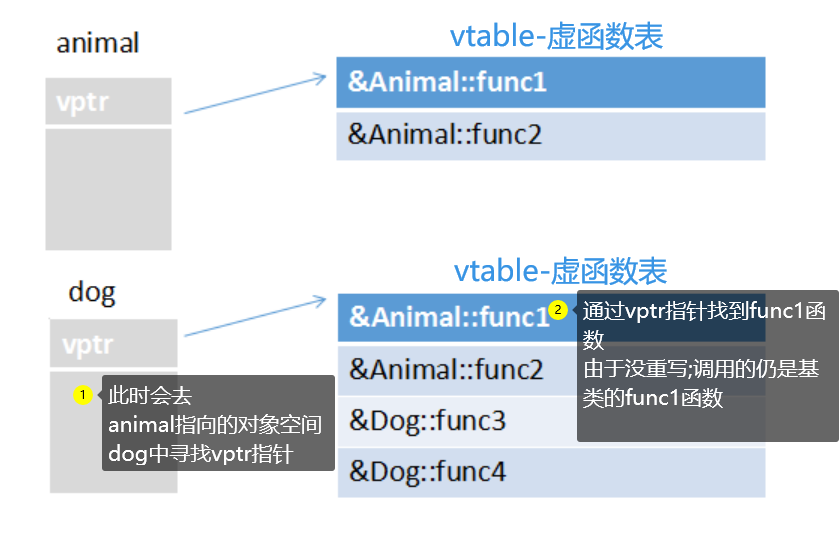 animal
vtable-虚函数表
vptr
&Animal::func1
&Animal::func2
dog
vtable-虚函数表
vptr
&Animal::func1
&Animal::func2
&Dog::func3
&Dog::func4
1
此时会去
animal指向的对象空间
dog中寻找vptr指针
2
通过vptr指针找到func1函
数
由于没重写;调用的仍是基
类的func1函数